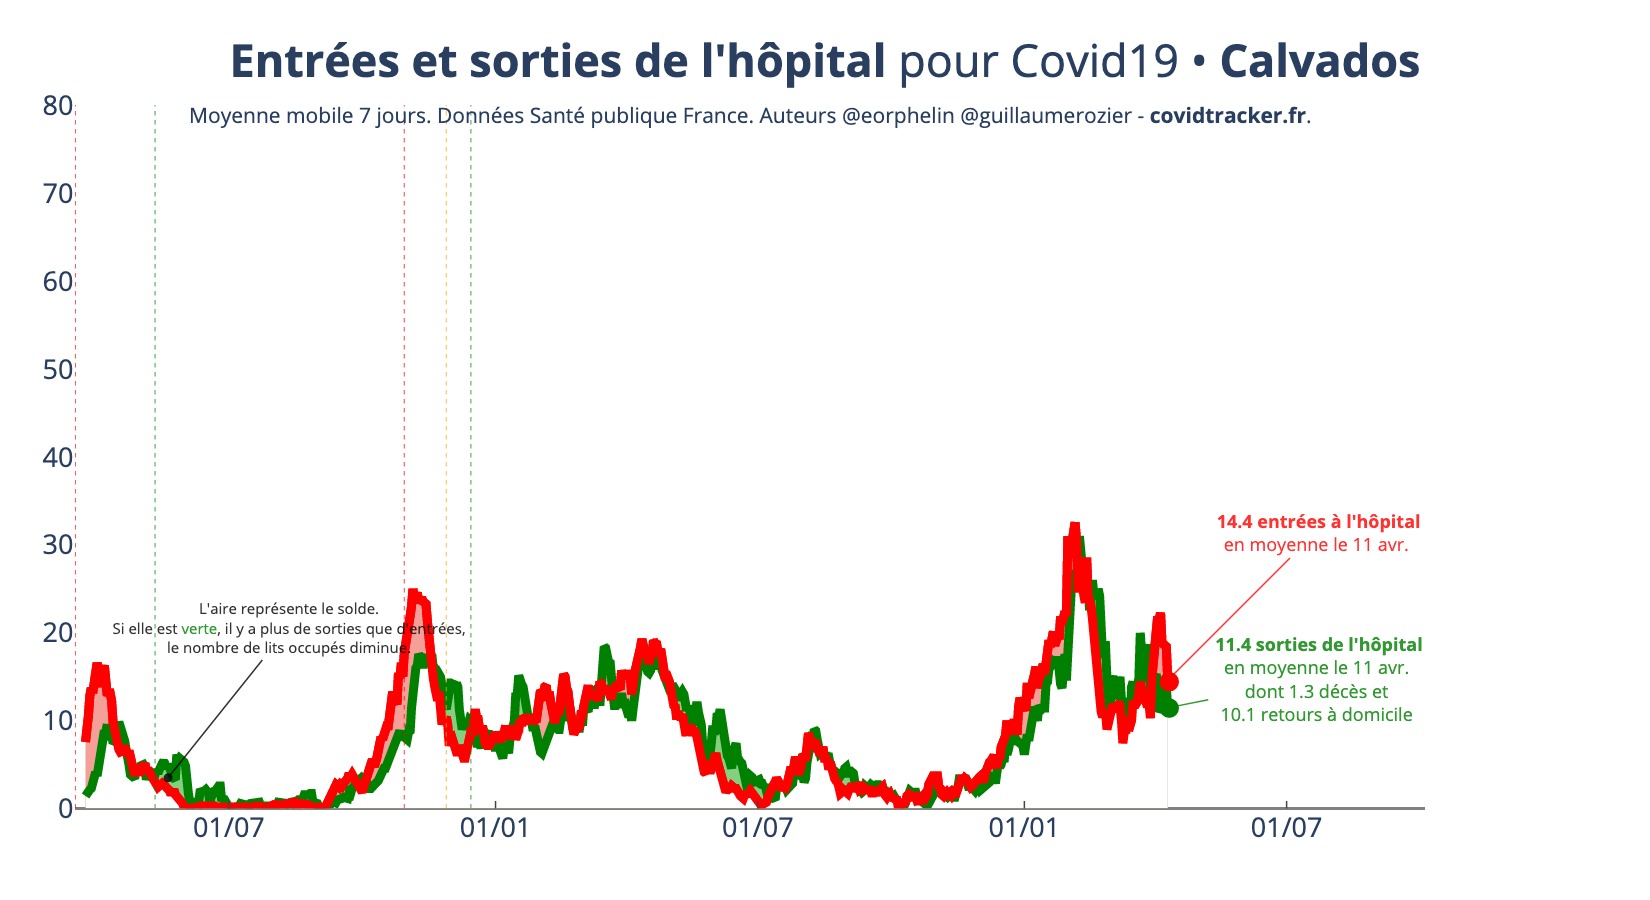 Entrées et sorties de l'hôpital pour Covid19 • Calvados
Moyenne mobile 7 jours. Données Santé publique France. Auteurs @eorphelin @guillaumerozier - covidtracker.fr.
80
70
60
50
40
30
20
10
0
L'aire représente le solde.
Si elle est verte, il y a plus de sorties que d'entrées,
le nombre de lits occupés diminue.
14.4 entrées à l'hôpital
en moyenne le 11 avr.
11.4 sorties de l'hôpital
en moyenne le 11 avr.
dont 1.3 décès et
10.1 retours à domicile
01/07
01/01
01/07
01/01
01/07